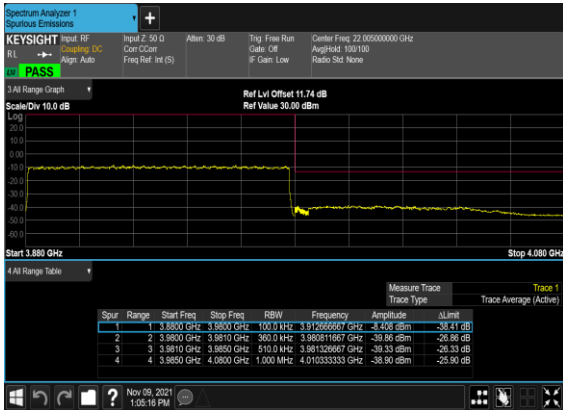 Spectrum Analyzer 1
Spurious Emissions
+
KEYSIGHT Input: RF Input Z: 50 Ω Atten: 30 dB Trig: Free Run Center Freq: 22.005000000 GHz
RL Coupling: DC Corr CCorr Gate: Off Avg|Hold: 100/100
Align: Auto Freq Ref: Int (S) IF Gain: Low Radio Std: None
PASS
3 All Range Graph
Ref Lvl Offset 11.74 dB
Scale/Div 10.0 dB Ref Value 30.00 dBm
Log
20.0
10.0
0.00
-10.0
-20.0
-30.0
-40.0
-50.0
-60.0
Start 3.880 GHz Stop 4.080 GHz
4 All Range Table
Measure Trace Trace 1
Trace Type Trace Average (Active)
Spur Range Start Freq Stop Freq RBW Frequency Amplitude ΔLimit
1 1 3.8800 GHz 3.9800 GHz 100.0 kHz 3.912666667 GHz -8.408 dBm -38.41 dB
2 2 3.9800 GHz 3.9810 GHz 360.0 kHz 3.980811667 GHz -39.86 dBm -26.86 dB
3 3 3.9810 GHz 3.9850 GHz 510.0 kHz 3.981326667 GHz -39.33 dBm -26.33 dB
4 4 3.9850 GHz 4.0800 GHz 1.000 MHz 4.010333333 GHz -38.90 dBm -25.90 dB
?
Nov 09, 2021
1:05:16 PM